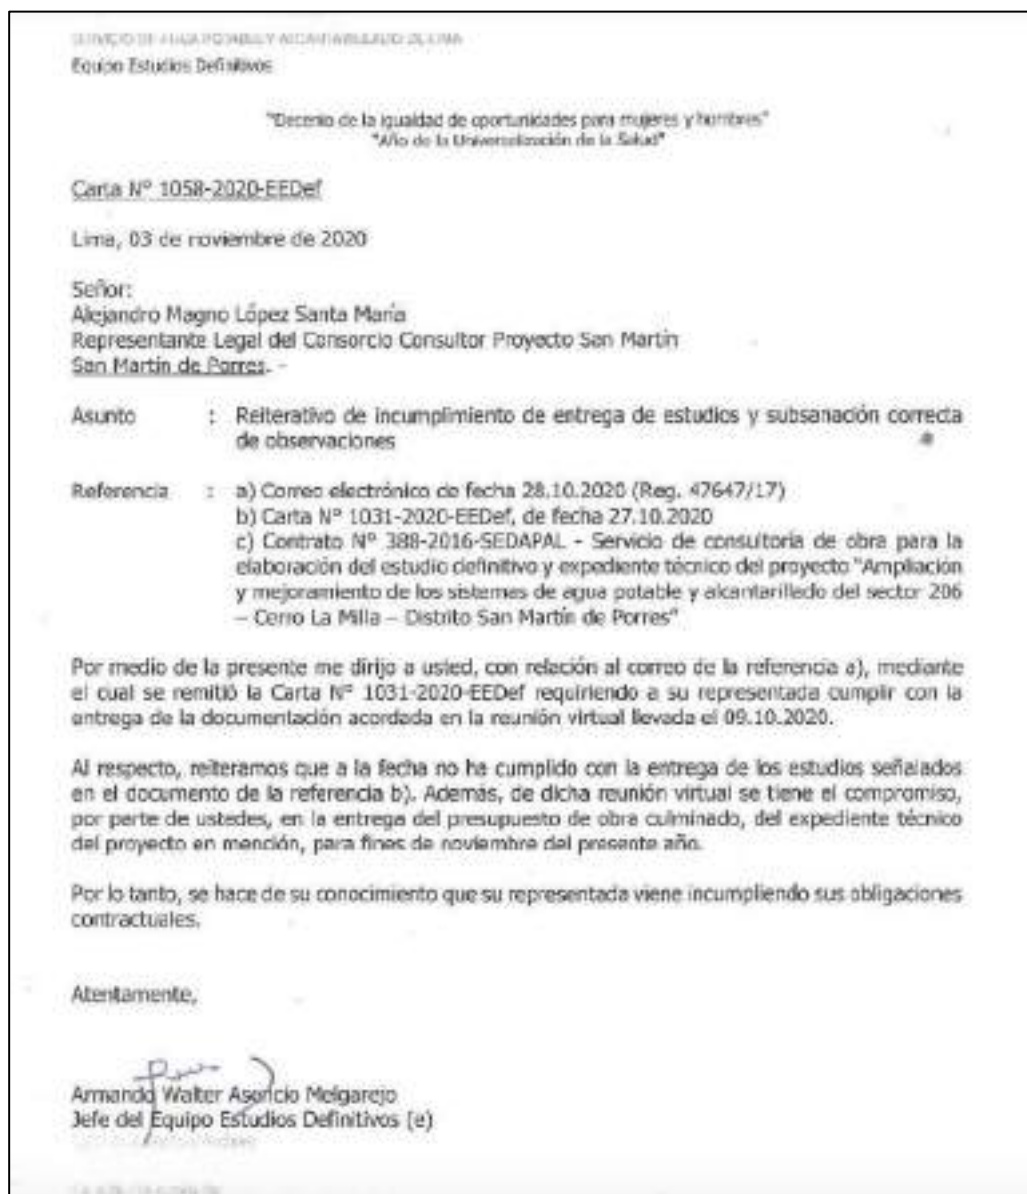 SERVICIO DE AGUA POTABLE Y ALCANTARILLADO DE LIMA
Equipo Estudios Definitivos
"Decenio de la igualdad de oportunidades para mujeres y hombres"
"Año de la Universalización de la Salud"
Carta N° 1058-2020-EEDef
Lima, 03 de noviembre de 2020
Señor:
Alejandro Magno López Santa María
Representante Legal del Consorcio Consultor Proyecto San Martín
San Martín de Porres. -
Asunto : Reiterativo de incumplimiento de entrega de estudios y subsanación correcta
de observaciones
Referencia : a) Correo electrónico de fecha 28.10.2020 (Reg. 47647/17)
b) Carta N° 1031-2020-EEDef, de fecha 27.10.2020
c) Contrato N° 388-2016-SEDAPAL - Servicio de consultoría de obra para la
elaboración del estudio definitivo y expediente técnico del proyecto "Ampliación
y mejoramiento de los sistemas de agua potable y alcantarillado del sector 206
– Cerro La Milla – Distrito San Martín de Porres"
Por medio de la presente me dirijo a usted, con relación al correo de la referencia a), mediante
el cual se remitió la Carta N° 1031-2020-EEDef requiriendo a su representada cumplir con la
entrega de la documentación acordada en la reunión virtual llevada el 09.10.2020.
Al respecto, reiteramos que a la fecha no ha cumplido con la entrega de los estudios señalados
en el documento de la referencia b). Además, de dicha reunión virtual se tiene el compromiso,
por parte de ustedes, en la entrega del presupuesto de obra culminado, del expediente técnico
del proyecto en mención, para fines de noviembre del presente año.
Por lo tanto, se hace de su conocimiento que su representada viene incumpliendo sus obligaciones
contractuales.
Atentamente,
Armando Walter Asencio Melgarejo
Jefe del Equipo Estudios Definitivos (e)